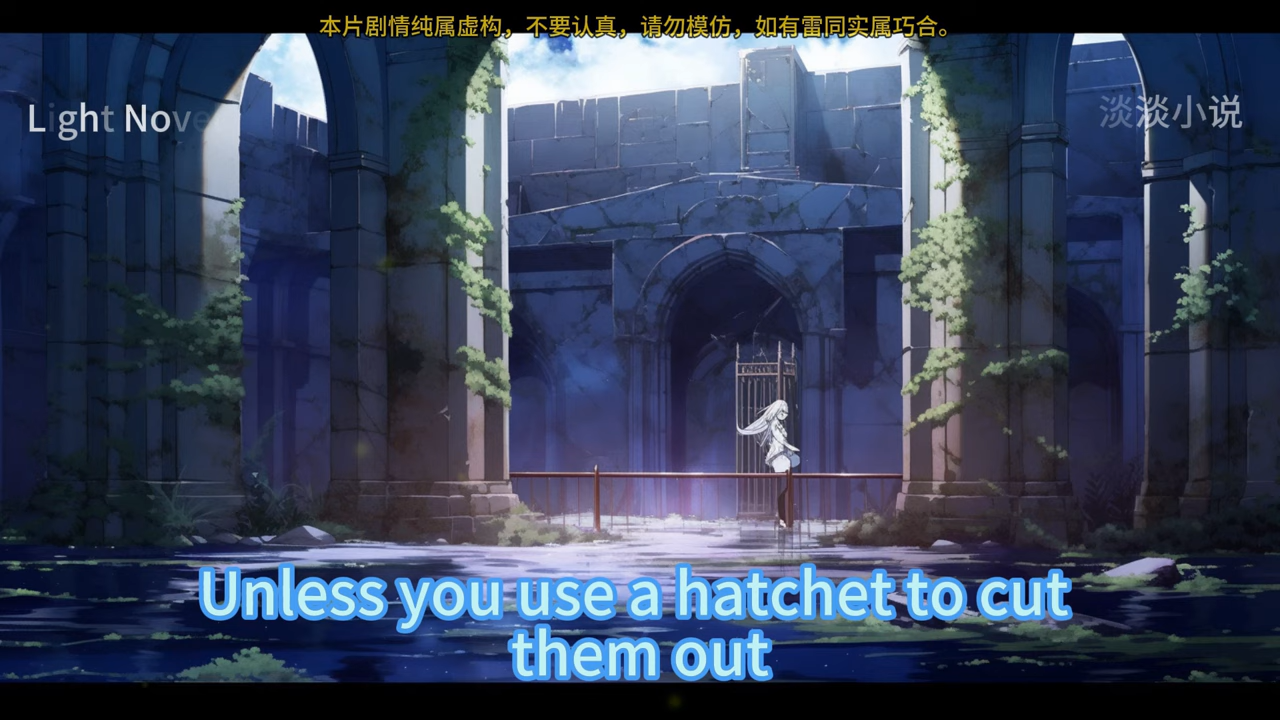 本片剧情纯属虚构，不要认真，请勿模仿，如有雷同实属巧合。
Light Nove
淡淡小说
Unless you use a hatchet to cut
them out